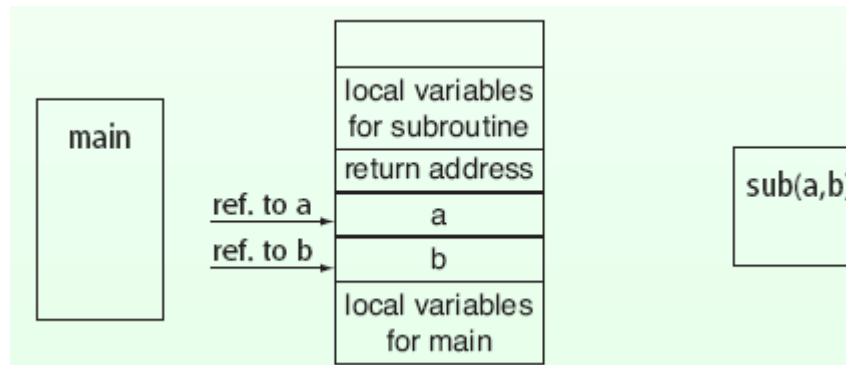 main
ref. to a
ref. to b
local variables
for subroutine
return address
a
b
local variables
for main
sub(a,b)